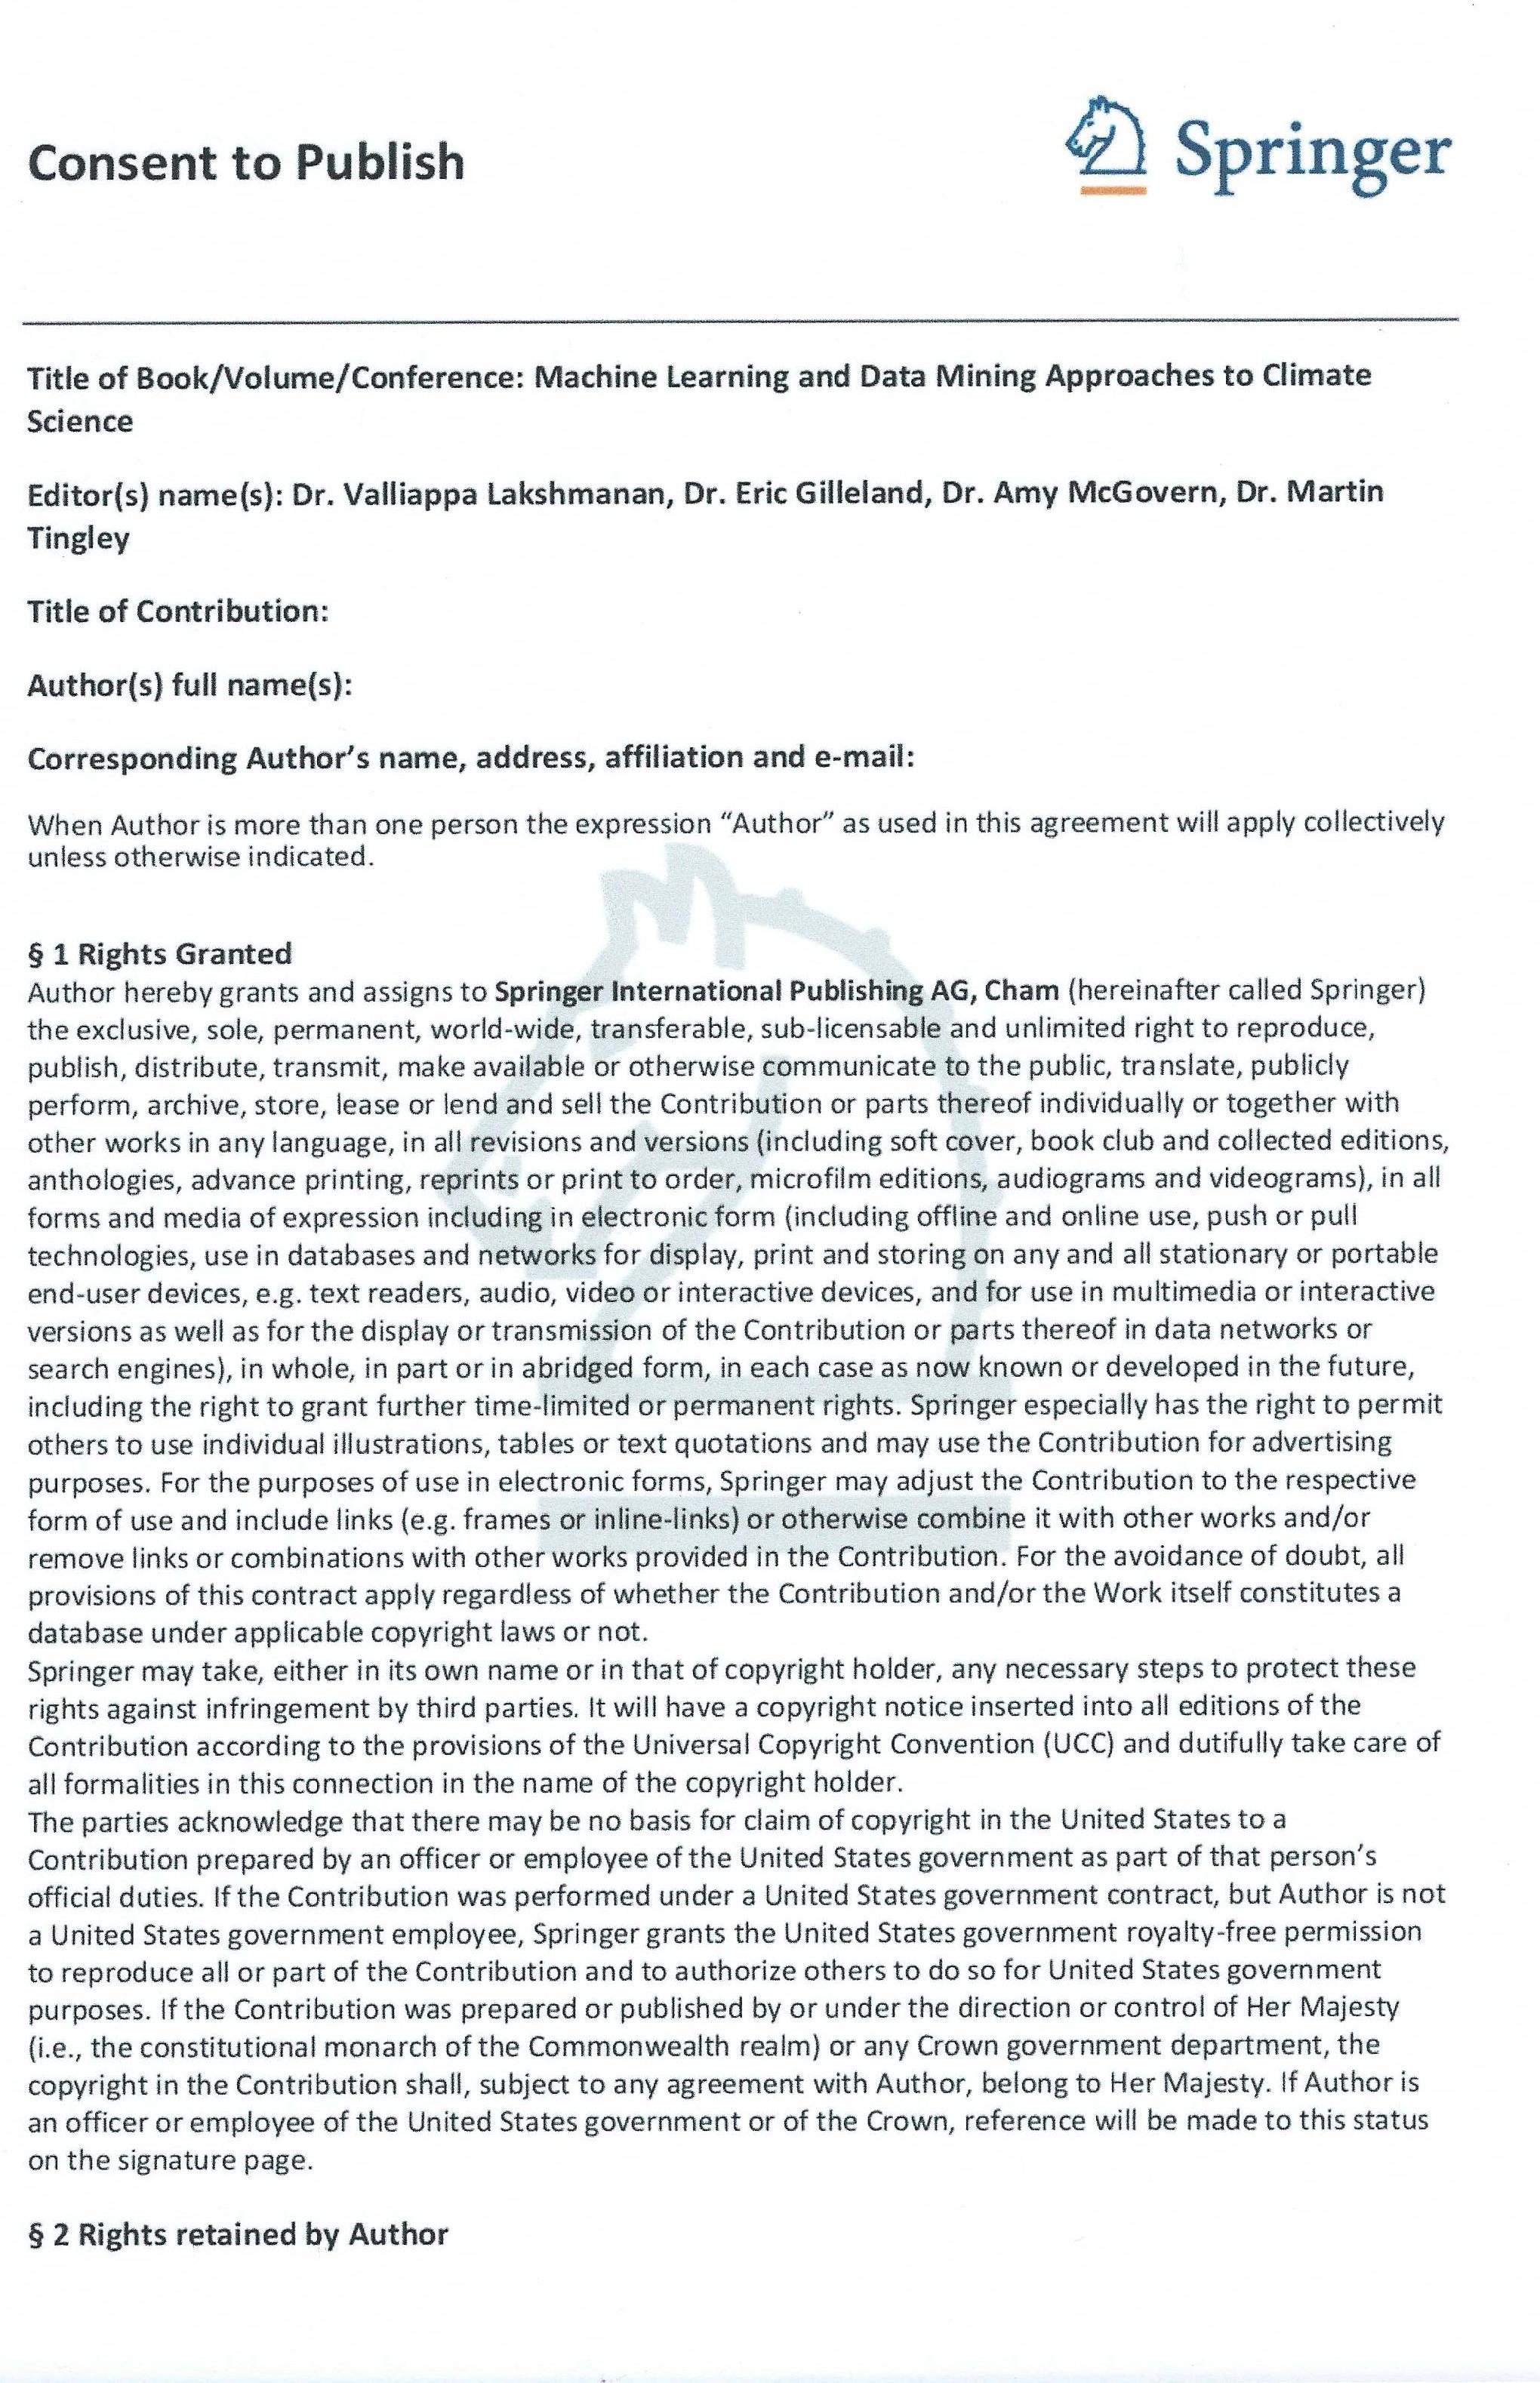 Consent to Publish
Springer
Title of Book/Volume/Conference: Machine Learning and Data Mining Approaches to Climate
Science
Editor(s) name(s): Dr. Valliappa Lakshmanan, Dr. Eric Gilleland, Dr. Amy McGovern, Dr. Martin
Tingley
Title of Contribution:
Author(s) full name(s):
Corresponding Author's name, address, affiliation and e-mail:
When Author is more than one person the expression "Author" as used in this agreement will apply collectively
unless otherwise indicated.
§ 1 Rights Granted
Author hereby grants and assigns to Springer International Publishing AG, Cham (hereinafter called Springer)
the exclusive, sole, permanent, world-wide, transferable, sub-licensable and unlimited right to reproduce,
publish, distribute, transmit, make available or otherwise communicate to the public, translate, publicly
perform, archive, store, lease or lend and sell the Contribution or parts thereof individually or together with
other works in any language, in all revisions and versions (including soft cover, book club and collected editions,
anthologies, advance printing, reprints or print to order, microfilm editions, audiograms and videograms), in all
forms and media of expression including in electronic form (including offline and online use, push or pull
technologies, use in databases and networks for display, print and storing on any and all stationary or portable
end-user devices, e.g. text readers, audio, video or interactive devices, and for use in multimedia or interactive
versions as well as for the display or transmission of the Contribution or parts thereof in data networks or
search engines), in whole, in part or in abridged form, in each case as now known or developed in the future,
including the right to grant further time-limited or permanent rights. Springer especially has the right to permit
others to use individual illustrations, tables or text quotations and may use the Contribution for advertising
purposes. For the purposes of use in electronic forms, Springer may adjust the Contribution to the respective
form of use and include links (e.g. frames or inline-links) or otherwise combine it with other works and/or
remove links or combinations with other works provided in the Contribution. For the avoidance of doubt, all
provisions of this contract apply regardless of whether the Contribution and/or the Work itself constitutes a
database under applicable copyright laws or not.
Springer may take, either in its own name or in that of copyright holder, any necessary steps to protect these
rights against infringement by third parties. It will have a copyright notice inserted into all editions of the
Contribution according to the provisions of the Universal Copyright Convention (UCC) and dutifully take care of
all formalities in this connection in the name of the copyright holder.
The parties acknowledge that there may be no basis for claim of copyright in the United States to a
Contribution prepared by an officer or employee of the United States government as part of that person's
official duties. If the Contribution was performed under a United States government contract, but Author is not
a United States government employee, Springer grants the United States government royalty-free permission
to reproduce all or part of the Contribution and to authorize others to do so for United States government
purposes. If the Contribution was prepared or published by or under the direction or control of Her Majesty
(i.e., the constitutional monarch of the Commonwealth realm) or any Crown government department, the
copyright in the Contribution shall, subject to any agreement with Author, belong to Her Majesty. If Author is
an officer or employee of the United States government or of the Crown, reference will be made to this status
on the signature page.
§ 2 Rights retained by Author